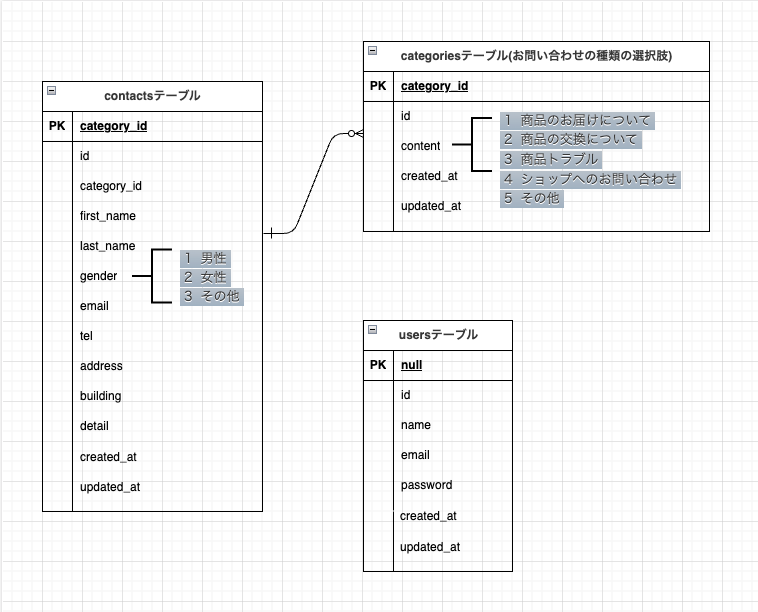 contactsテーブル
PK category_id
id
category_id
first_name
last_name
gender
1 男性
2 女性
3 その他
email
tel
address
building
detail
created_at
updated_at
categoriesテーブル(お問い合わせの種類の選択肢)
PK category_id
id
content
created_at
updated_at
1 商品のお届けについて
2 商品の交換について
3 商品トラブル
4 ショップへのお問い合わせ
5 その他
usersテーブル
PK null
id
name
email
password
created_at
updated_at